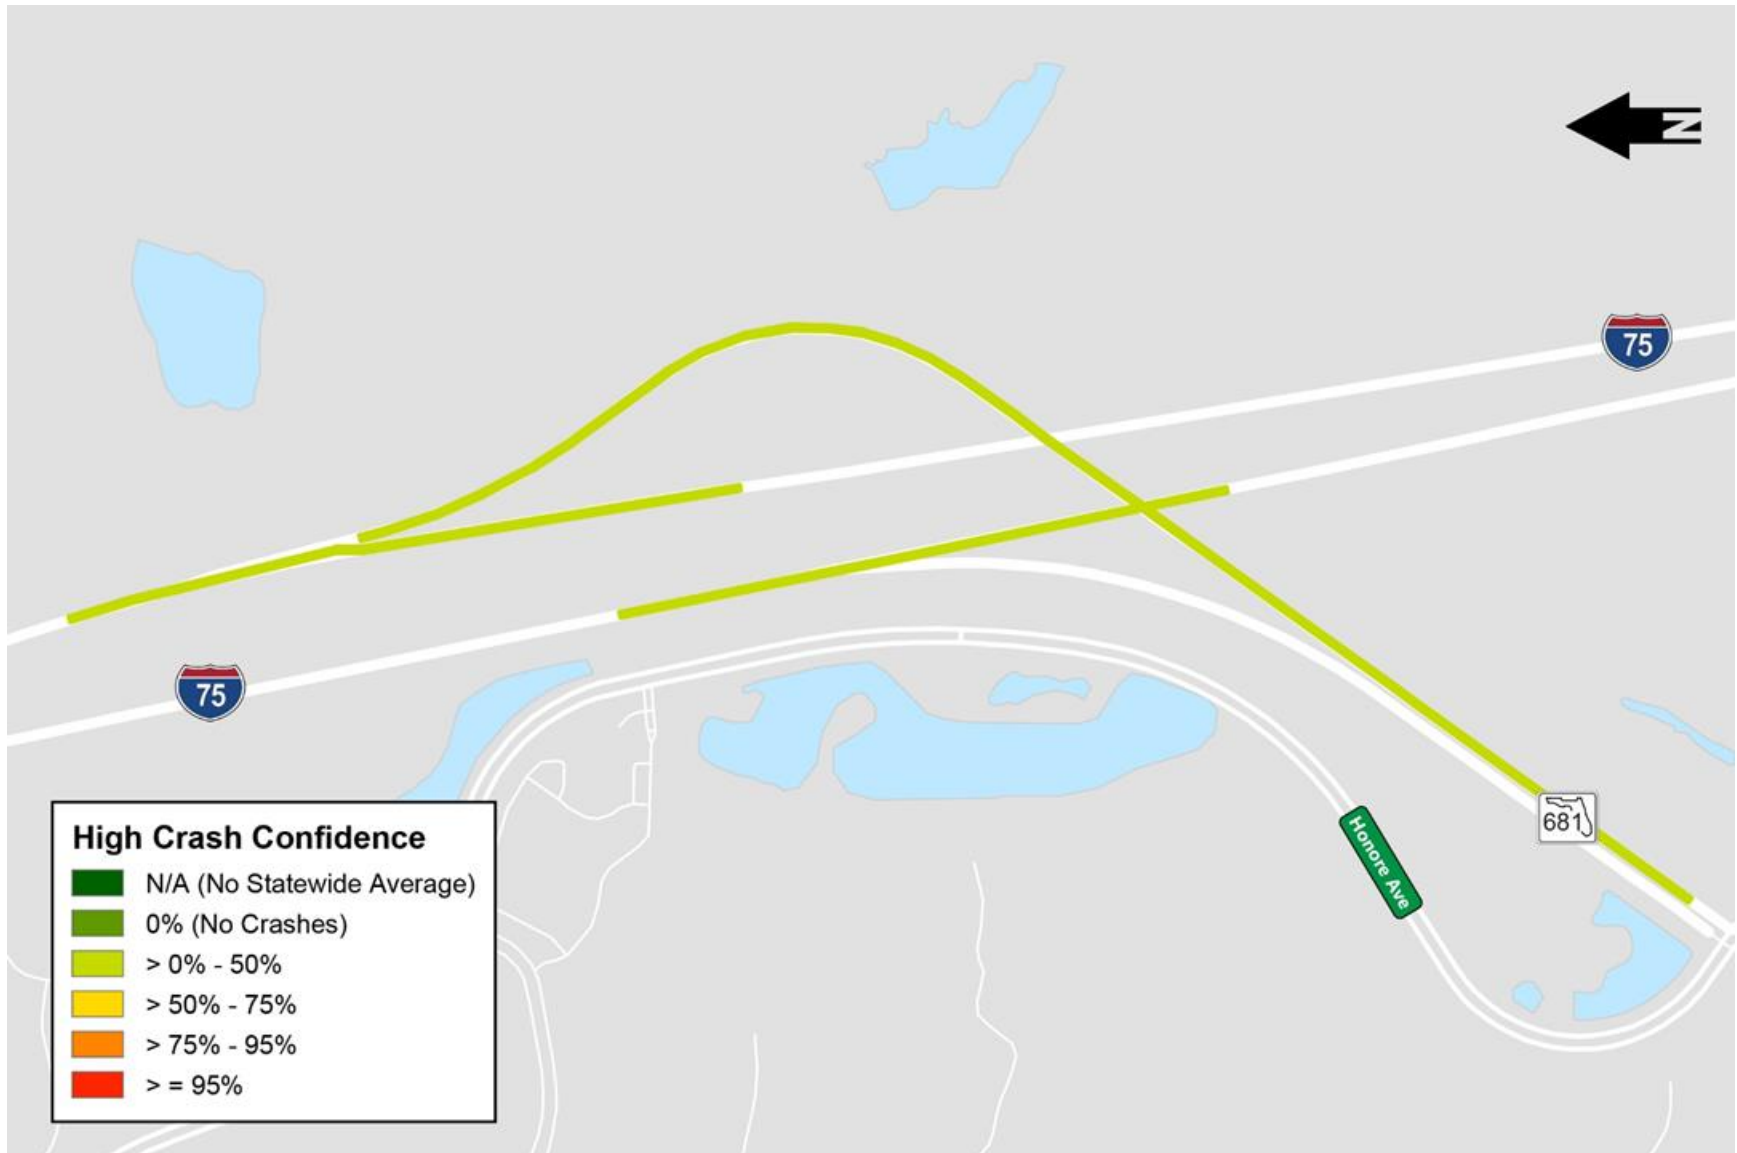 N
75
75
681
Honore Ave
High Crash Confidence
N/A (No Statewide Average)
0% (No Crashes)
> 0% - 50%
> 50% - 75%
> 75% - 95%
> = 95%